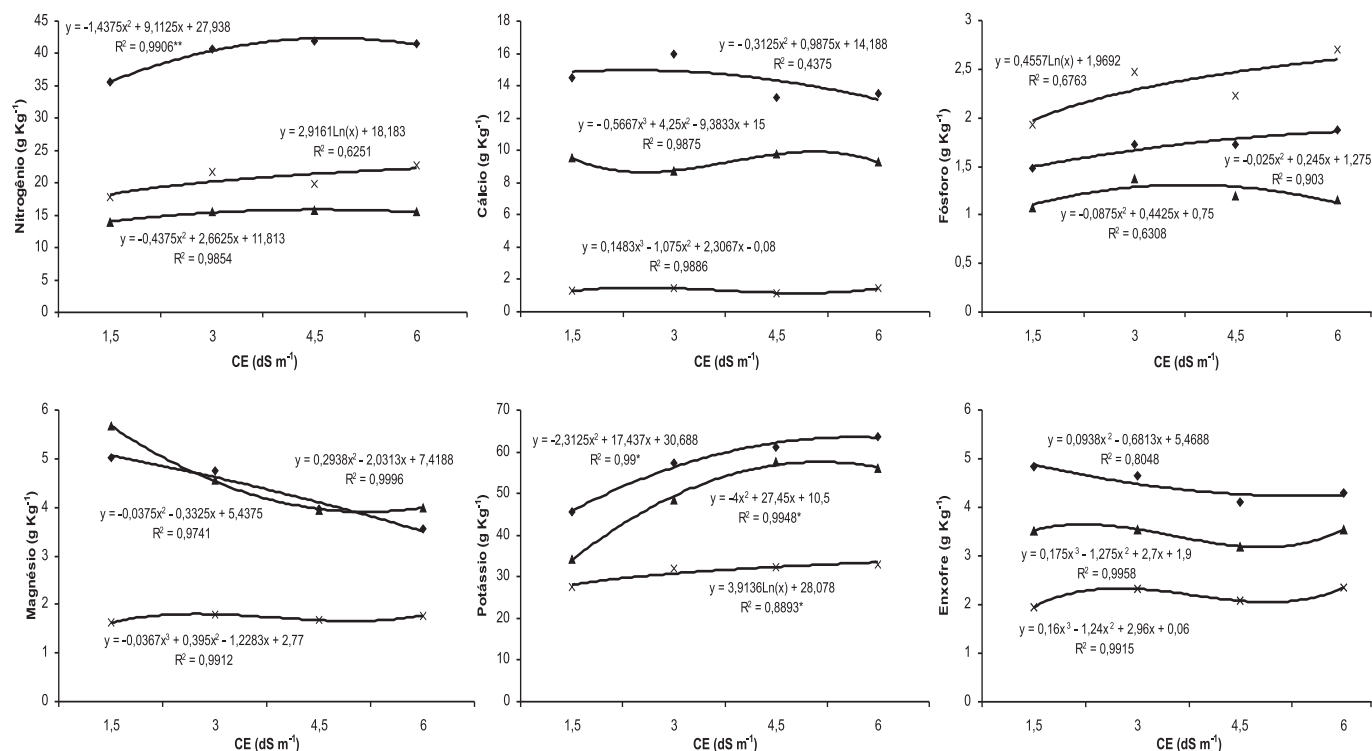 45
40
35
30
25
20
15
10
5
0
Nitrogênio (g Kg⁻¹)
y = -1,4375x² + 9,1125x + 27,938
R² = 0,9906**
y = 2,9161Ln(x) + 18,183
R² = 0,6251
y = -0,4375x² + 2,6625x + 11,813
R² = 0,9854
1,5 3 4,5 6
CE (dS m⁻¹)
18
16
14
12
10
8
6
4
2
0
Cálcio (g Kg⁻¹)
y = - 0,3125x² + 0,9875x + 14,188
R² = 0,4375
y = -0,5667x³ + 4,25x² - 9,3833x + 15
R² = 0,9875
y = 0,1483x³ - 1,075x² + 2,3067x - 0,08
R² = 0,9886
1,5 3 4,5 6
CE (dS m⁻¹)
3
2,5
2
1,5
1
0,5
0
Fósforo (g Kg⁻¹)
y = 0,4557Ln(x) + 1,9692
R² = 0,6763
y = -0,025x² + 0,245x + 1,275
R² = 0,903
y = -0,0875x² + 0,4425x + 0,75
R² = 0,6308
1,5 3 4,5 6
CE (dS m⁻¹)
6
5
4
3
2
1
0
Magnésio (g Kg⁻¹)
y = 0,2938x² - 2,0313x + 7,4188
R² = 0,9996
y = -0,0375x² - 0,3325x + 5,4375
R² = 0,9741
y = -0,0367x³ + 0,395x² - 1,2283x + 2,77
R² = 0,9912
1,5 3 4,5 6
CE (dS m⁻¹)
70
60
50
40
30
20
10
0
Potássio (g Kg⁻¹)
y = -2,3125x² + 17,437x + 30,688
R² = 0,99*
y = -4x² + 27,45x + 10,5
R² = 0,9948*
y = 3,9136Ln(x) + 28,078
R² = 0,8893*
1,5 3 4,5 6
CE (dS m⁻¹)
6
5
4
3
2
1
0
Enxofre (g Kg⁻¹)
y = 0,0938x² - 0,6813x + 5,4688
R² = 0,8048
y = 0,175x³ - 1,275x² + 2,7x + 1,9
R² = 0,9958
y = 0,16x³ - 1,24x² + 2,96x + 0,06
R² = 0,9915
1,5 3 4,5 6
CE (dS m⁻¹)